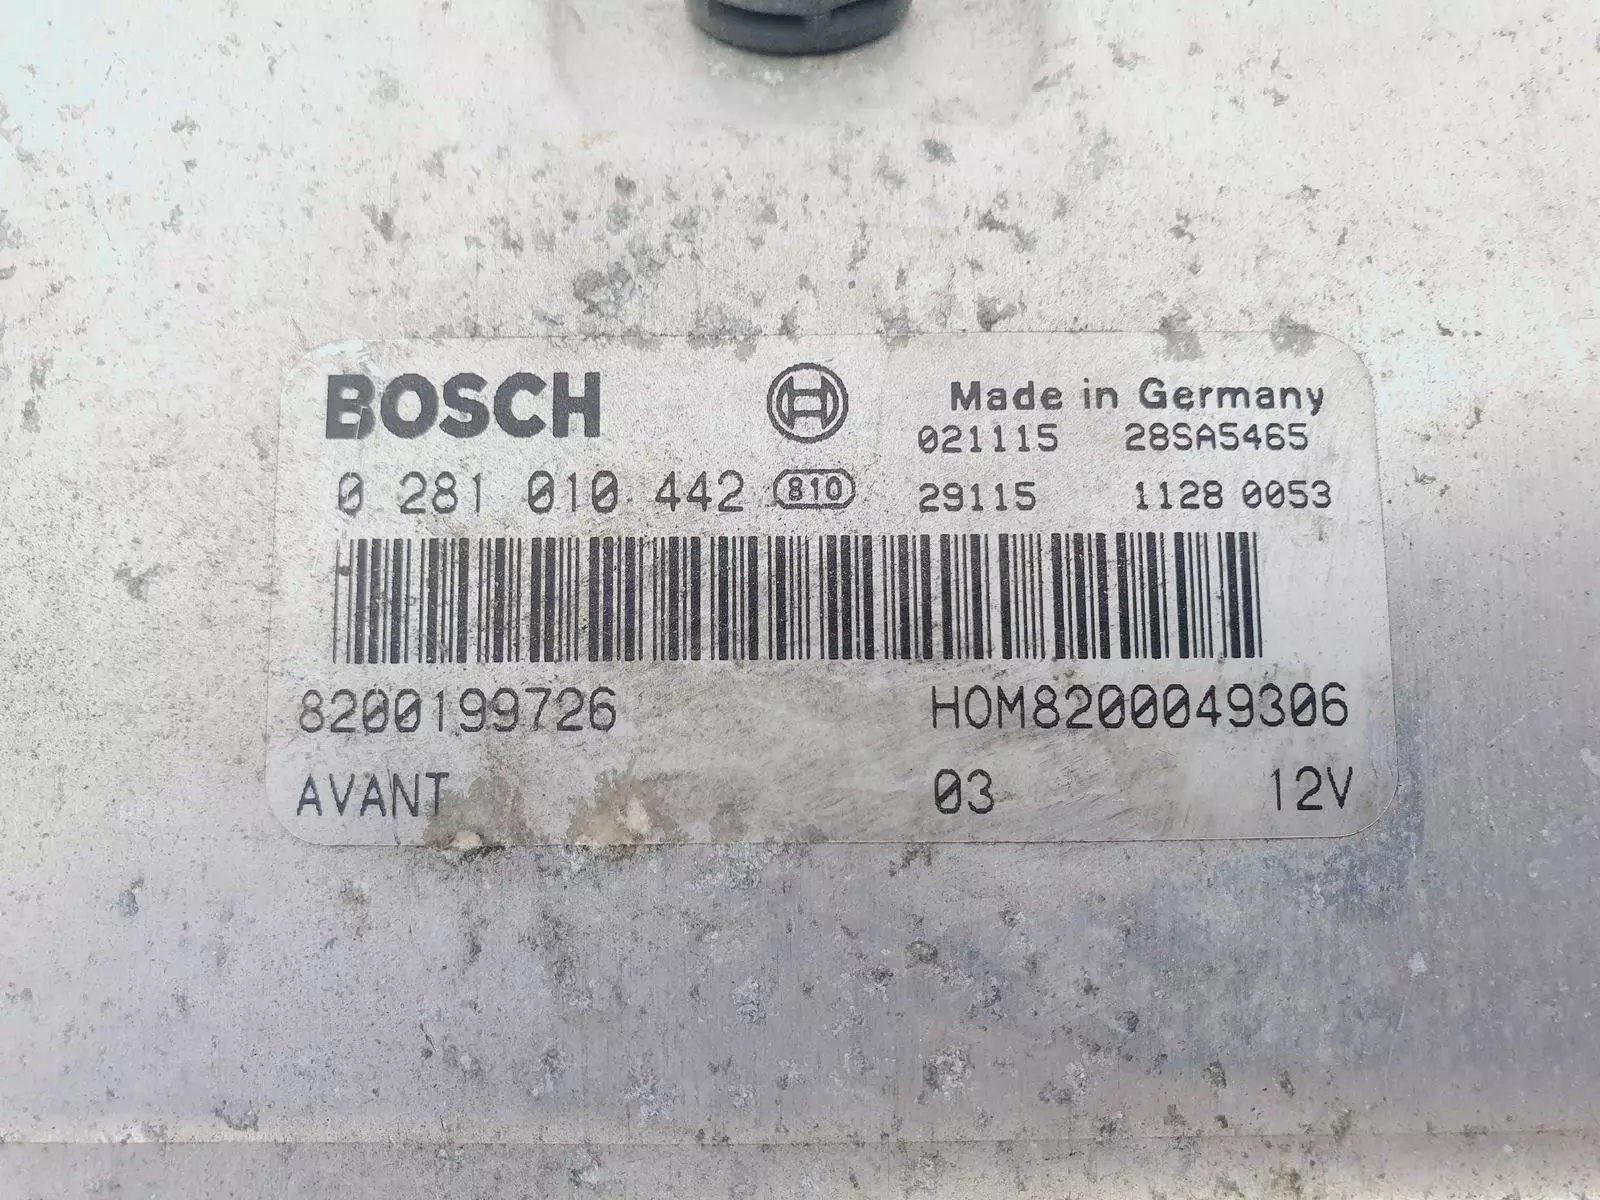 BOSCH
Made in Germany
021115 28SA5465
0 281 010 442 810
29115 1128 0053
8200199726 HOM8200049306
AVANT 03 12V